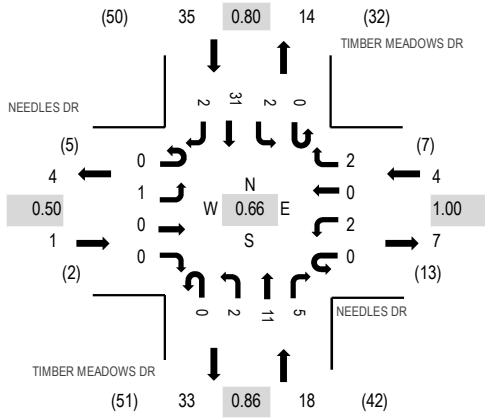 (50) 35 0.80 14 (32)
TIMBER MEADOWS DR
2 31 2 0
NEEDLES DR
(5) (7)
0 2
4 4
1 N 0
0.50 W 0.66 E 1.00
0 S 2
1 0 0 7
(2) (13)
0 2 11 5
NEEDLES DR
TIMBER MEADOWS DR
(51) 33 0.86 18 (42)